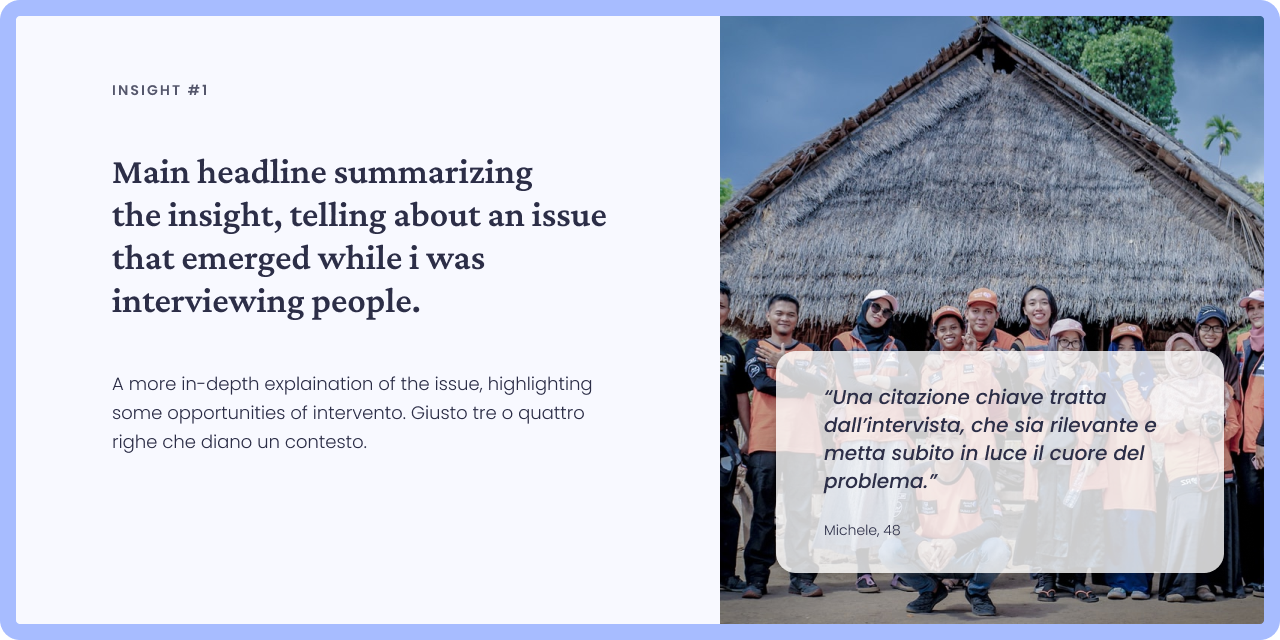 INSIGHT #1
Main headline summarizing
the insight, telling about an issue
that emerged while i was
interviewing people.
A more in-depth explaination of the issue, highlighting
some opportunities of intervento. Giusto tre o quattro
righe che diano un contesto.
“Una citazione chiave tratta
dall’intervista, che sia rilevante e
metta subito in luce il cuore del
problema.”
Michele, 48